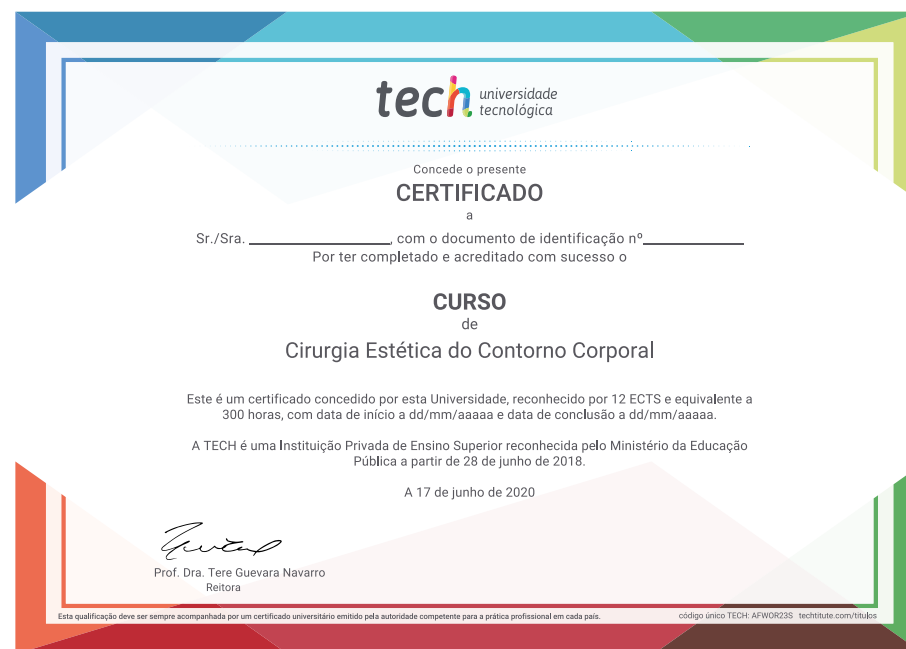 tech universidade
tecnológica
Concede o presente
CERTIFICADO
a
Sr./Sra. ____________________, com o documento de identificação nº______________
Por ter completado e acreditado com sucesso o
CURSO
de
Cirurgia Estética do Contorno Corporal
Este é um certificado concedido por esta Universidade, reconhecido por 12 ECTS e equivalente a
300 horas, com data de início a dd/mm/aaaaa e data de conclusão a dd/mm/aaaaa.
A TECH é uma Instituição Privada de Ensino Superior reconhecida pelo Ministério da Educação
Pública a partir de 28 de junho de 2018.
A 17 de junho de 2020
Prof. Dra. Tere Guevara Navarro
Reitora
Esta qualificação deve ser sempre acompanhada por um certificado universitário emitido pela autoridade competente para a prática profissional em cada país.
código único TECH: AFWOR23S techtitute.com/titulos